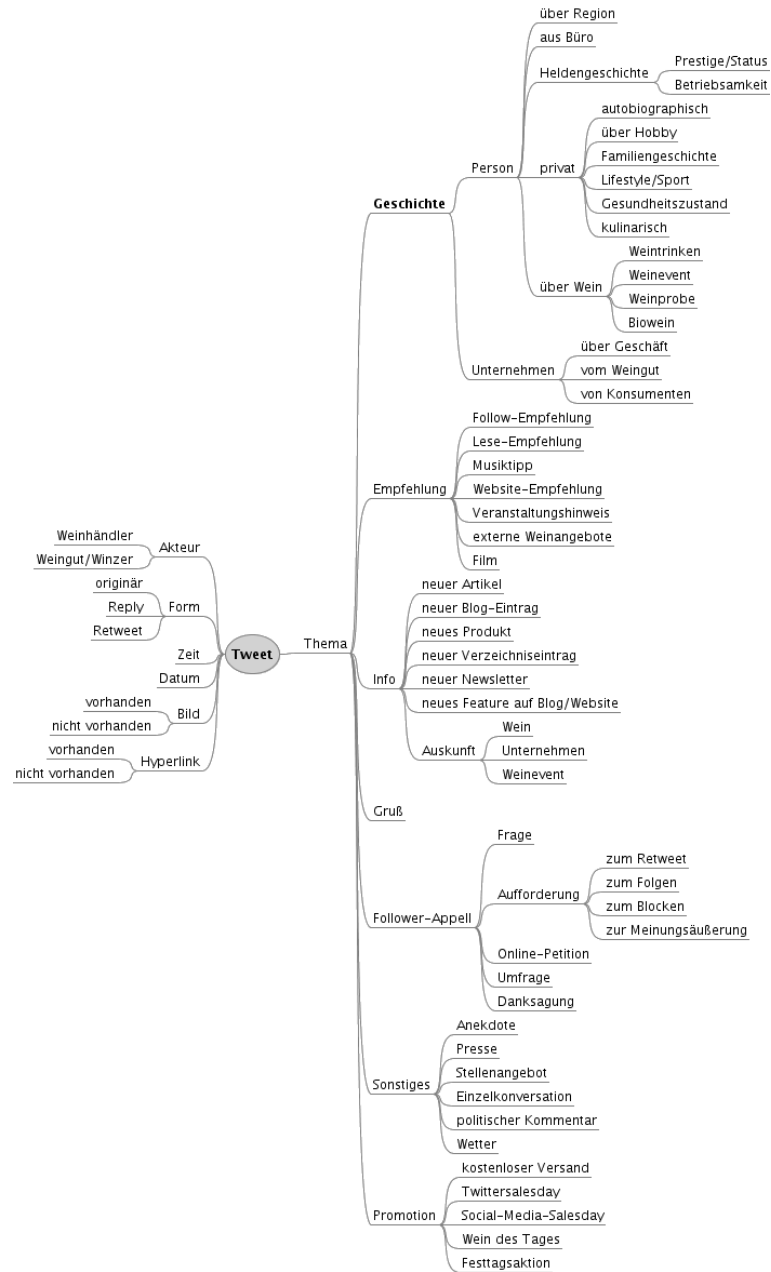 über Region
aus Büro
Heldengeschichte
Prestige/Status
Betriebsamkeit
autobiographisch
über Hobby
Familiengeschichte
Person
privat
Lifestyle/Sport
Gesundheitszustand
kulinarisch
Geschichte
Weintrinken
Weinevent
über Wein
Weinprobe
Biowein
über Geschäft
Unternehmen
vom Weingut
von Konsumenten
Follow-Empfehlung
Lese-Empfehlung
Musiktipp
Empfehlung
Website-Empfehlung
Veranstaltungshinweis
externe Weinangebote
Film
Weinhändler
Akteur
Weingut/Winzer
originär
Reply
Form
Retweet
Zeit
Datum
vorhanden
Bild
nicht vorhanden
vorhanden
Hyperlink
nicht vorhanden
Tweet
Thema
neuer Artikel
neuer Blog-Eintrag
neues Produkt
neuer Verzeichniseintrag
Info
neuer Newsletter
neues Feature auf Blog/Website
Wein
Auskunft
Unternehmen
Weinevent
Gruß
Frage
zum Retweet
zum Folgen
Aufforderung
zum Blocken
zur Meinungsäußerung
Follower-Appell
Online-Petition
Umfrage
Danksagung
Anekdote
Presse
Stellenangebot
Sonstiges
Einzelkonversation
politischer Kommentar
Wetter
kostenloser Versand
Twittersalesday
Promotion
Social-Media-Salesday
Wein des Tages
Festtagsaktion